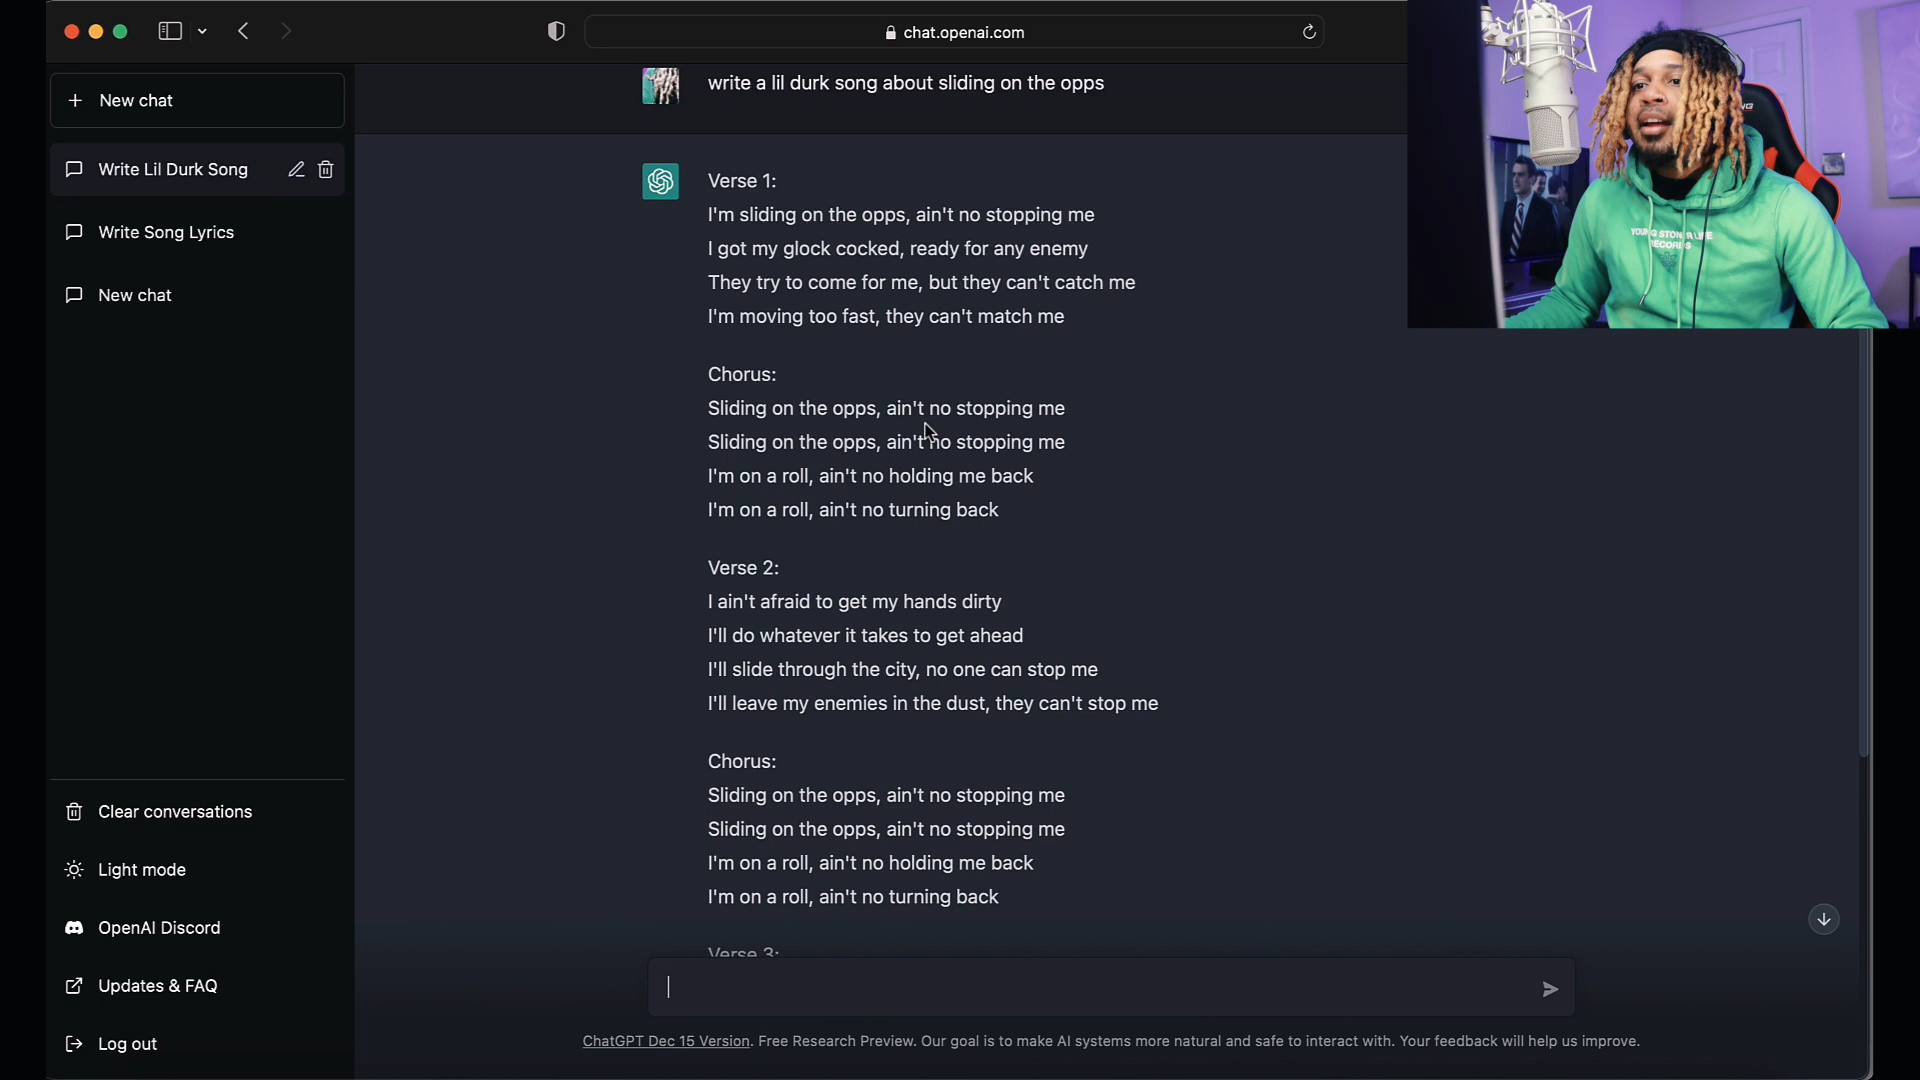 chat.openai.com
New chat
Write Lil Durk Song
Write Song Lyrics
New chat
Clear conversations
Light mode
OpenAI Discord
Updates & FAQ
Log out
write a lil durk song about sliding on the opps
Verse 1:
I'm sliding on the opps, ain't no stopping me
I got my glock cocked, ready for any enemy
They try to come for me, but they can't catch me
I'm moving too fast, they can't match me
Chorus:
Sliding on the opps, ain't no stopping me
Sliding on the opps, ain't no stopping me
I'm on a roll, ain't no holding me back
I'm on a roll, ain't no turning back
Verse 2:
I ain't afraid to get my hands dirty
I'll do whatever it takes to get ahead
I'll slide through the city, no one can stop me
I'll leave my enemies in the dust, they can't stop me
Chorus:
Sliding on the opps, ain't no stopping me
Sliding on the opps, ain't no stopping me
I'm on a roll, ain't no holding me back
I'm on a roll, ain't no turning back
Verse 3:
ChatGPT Dec 15 Version. Free Research Preview. Our goal is to make AI systems more natural and safe to interact with. Your feedback will help us improve.
YOUNG STONER LIFE
RECORDS